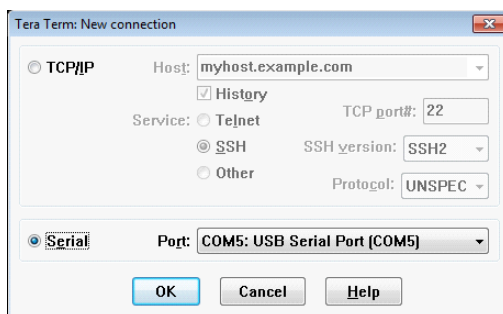 Tera Term: New connection
TCP/IP Host: myhost.example.com
History
Service: Telnet TCP port#: 22
SSH SSH version: SSH2
Other Protocol: UNSPEC
Serial Port: COM5: USB Serial Port (COM5)
OK Cancel Help